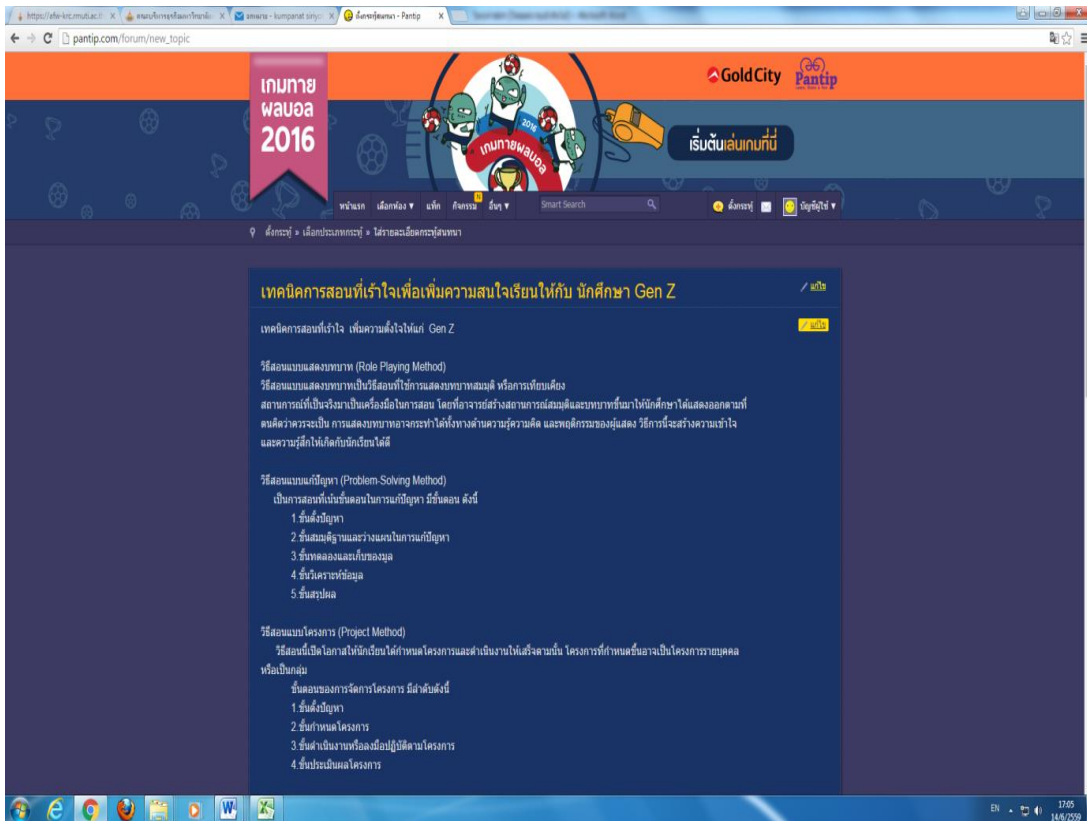 pantip.com/forum/new_topic
เกมทาย
ผลบอล
2016
2016
เกมทายผลบอล
GoldCity
Pantip
เริ่มต้นเล่นเกมที่นี่
หน้าแรก เลือกห้อง ▼ แท็ก กิจกรรม N อื่นๆ ▼ Smart Search ตั้งกระทู้ บัญชีผู้ใช้ ▼
ตั้งกระทู้ » เลือกประเภทกระทู้ » ใส่รายละเอียดกระทู้สนทนา
เทคนิคการสอนที่เร้าใจเพื่อเพิ่มความสนใจเรียนให้กับ นักศึกษา Gen Z
แก้ไข
เทคนิคการสอนที่เร้าใจ เพิ่มความตั้งใจให้แก่ Gen Z
แก้ไข
วิธีสอนแบบแสดงบทบาท (Role Playing Method)
วิธีสอนแบบแสดงบทบาทเป็นวิธีสอนที่ใช้การแสดงบทบาทสมมุติ หรือการเทียบเคียง
สถานการณ์ที่เป็นจริงมาเป็นเครื่องมือในการสอน โดยที่อาจารย์สร้างสถานการณ์สมมุติและบทบาทขึ้นมาให้นักศึกษาได้แสดงออกตามที่
ตนคิดว่าควรจะเป็น การแสดงบทบาทอาจกระทำได้ทั้งทางด้านความรู้ความคิด และพฤติกรรมของผู้แสดง วิธีการนี้จะสร้างความเข้าใจ
และความรู้สึกให้เกิดกับนักเรียนได้ดี
วิธีสอนแบบแก้ปัญหา (Problem-Solving Method)
เป็นการสอนที่เน้นขั้นตอนในการแก้ปัญหา มีขั้นตอน ดังนี้
1.ขั้นตั้งปัญหา
2.ขั้นสมมุติฐานและว่างแผนในการแก้ปัญหา
3.ขั้นทดลองและเก็บของมูล
4.ขั้นวิเคราะห์ข้อมูล
5.ขั้นสรุปผล
วิธีสอนแบบโครงการ (Project Method)
วิธีสอนนี้เปิดโอกาสให้นักเรียนได้กำหนดโครงการและดำเนินงานให้เสร็จตามนั้น โครงการที่กำหนดขึ้นอาจเป็นโครงการรายบุคคล
หรือเป็นกลุ่ม
ขั้นตอนของการจัดการโครงการ มีลำดับดังนี้
1.ขั้นตั้งปัญหา
2.ขั้นกำหนดโครงการ
3.ขั้นดำเนินงานหรือลงมือปฏิบัติตามโครงการ
4.ขั้นประเมินผลโครงการ
EN 17:05
14/6/2559